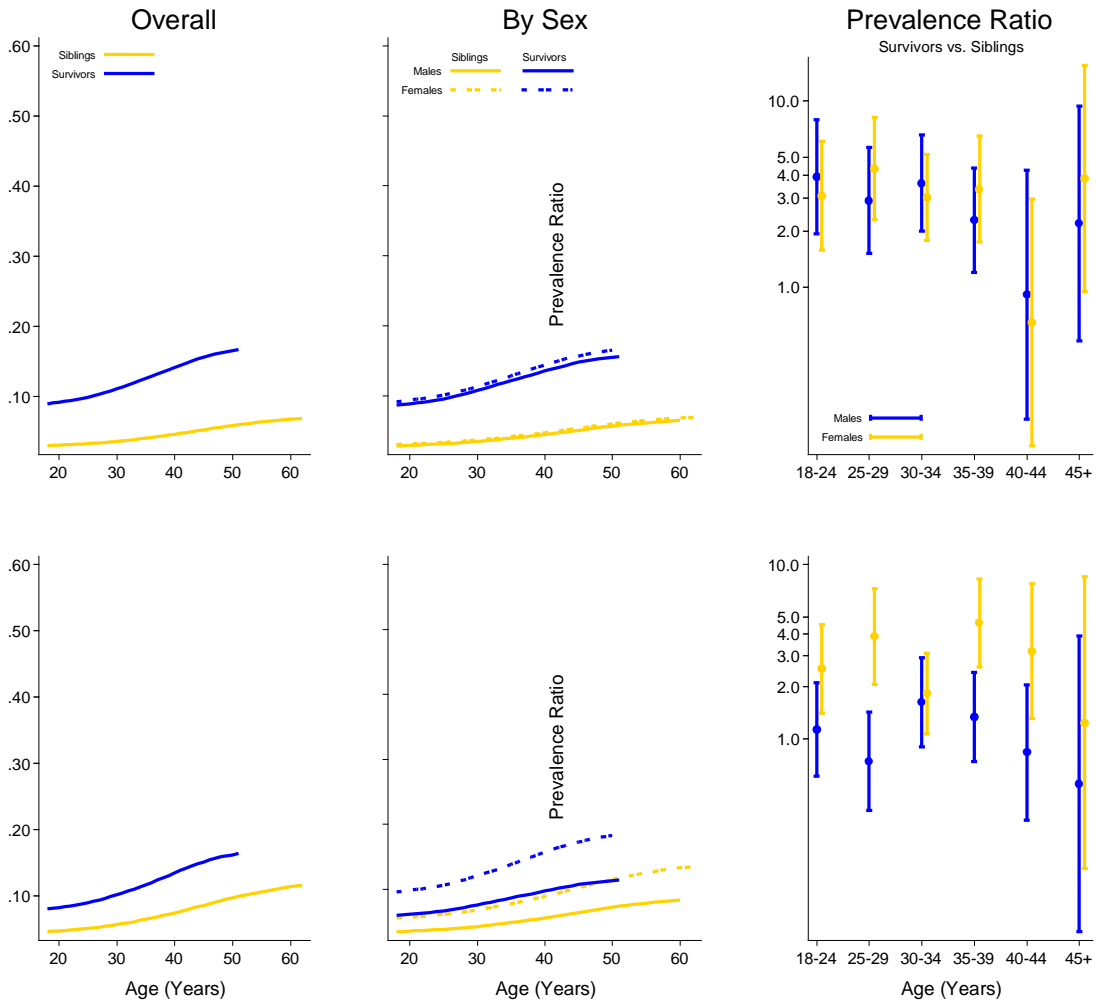 Overall
By Sex
Prevalence Ratio
Survivors vs. Siblings
.60
.50
.40
.30
.20
.10
Siblings
Survivors
20 30 40 50 60
Siblings Survivors
Males
Females
Prevalence Ratio
20 30 40 50 60
10.0
5.0
4.0
3.0
2.0
1.0
Males
Females
18-24 25-29 30-34 35-39 40-44 45+
.60
.50
.40
.30
.20
.10
20 30 40 50 60
Age (Years)
Prevalence Ratio
20 30 40 50 60
Age (Years)
10.0
5.0
4.0
3.0
2.0
1.0
18-24 25-29 30-34 35-39 40-44 45+
Age (Years)